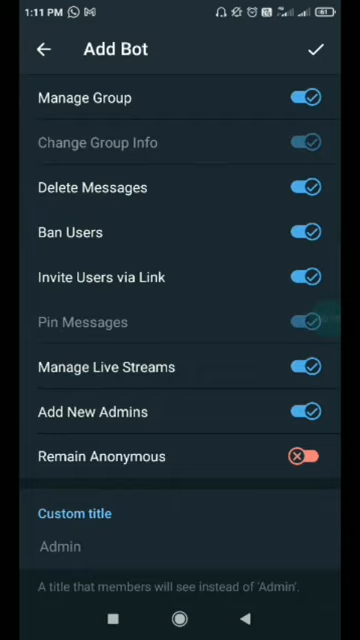 1:11 PM
61
Add Bot
Manage Group
Change Group Info
Delete Messages
Ban Users
Invite Users via Link
Pin Messages
Manage Live Streams
Add New Admins
Remain Anonymous
Custom title
Admin
A title that members will see instead of 'Admin'.